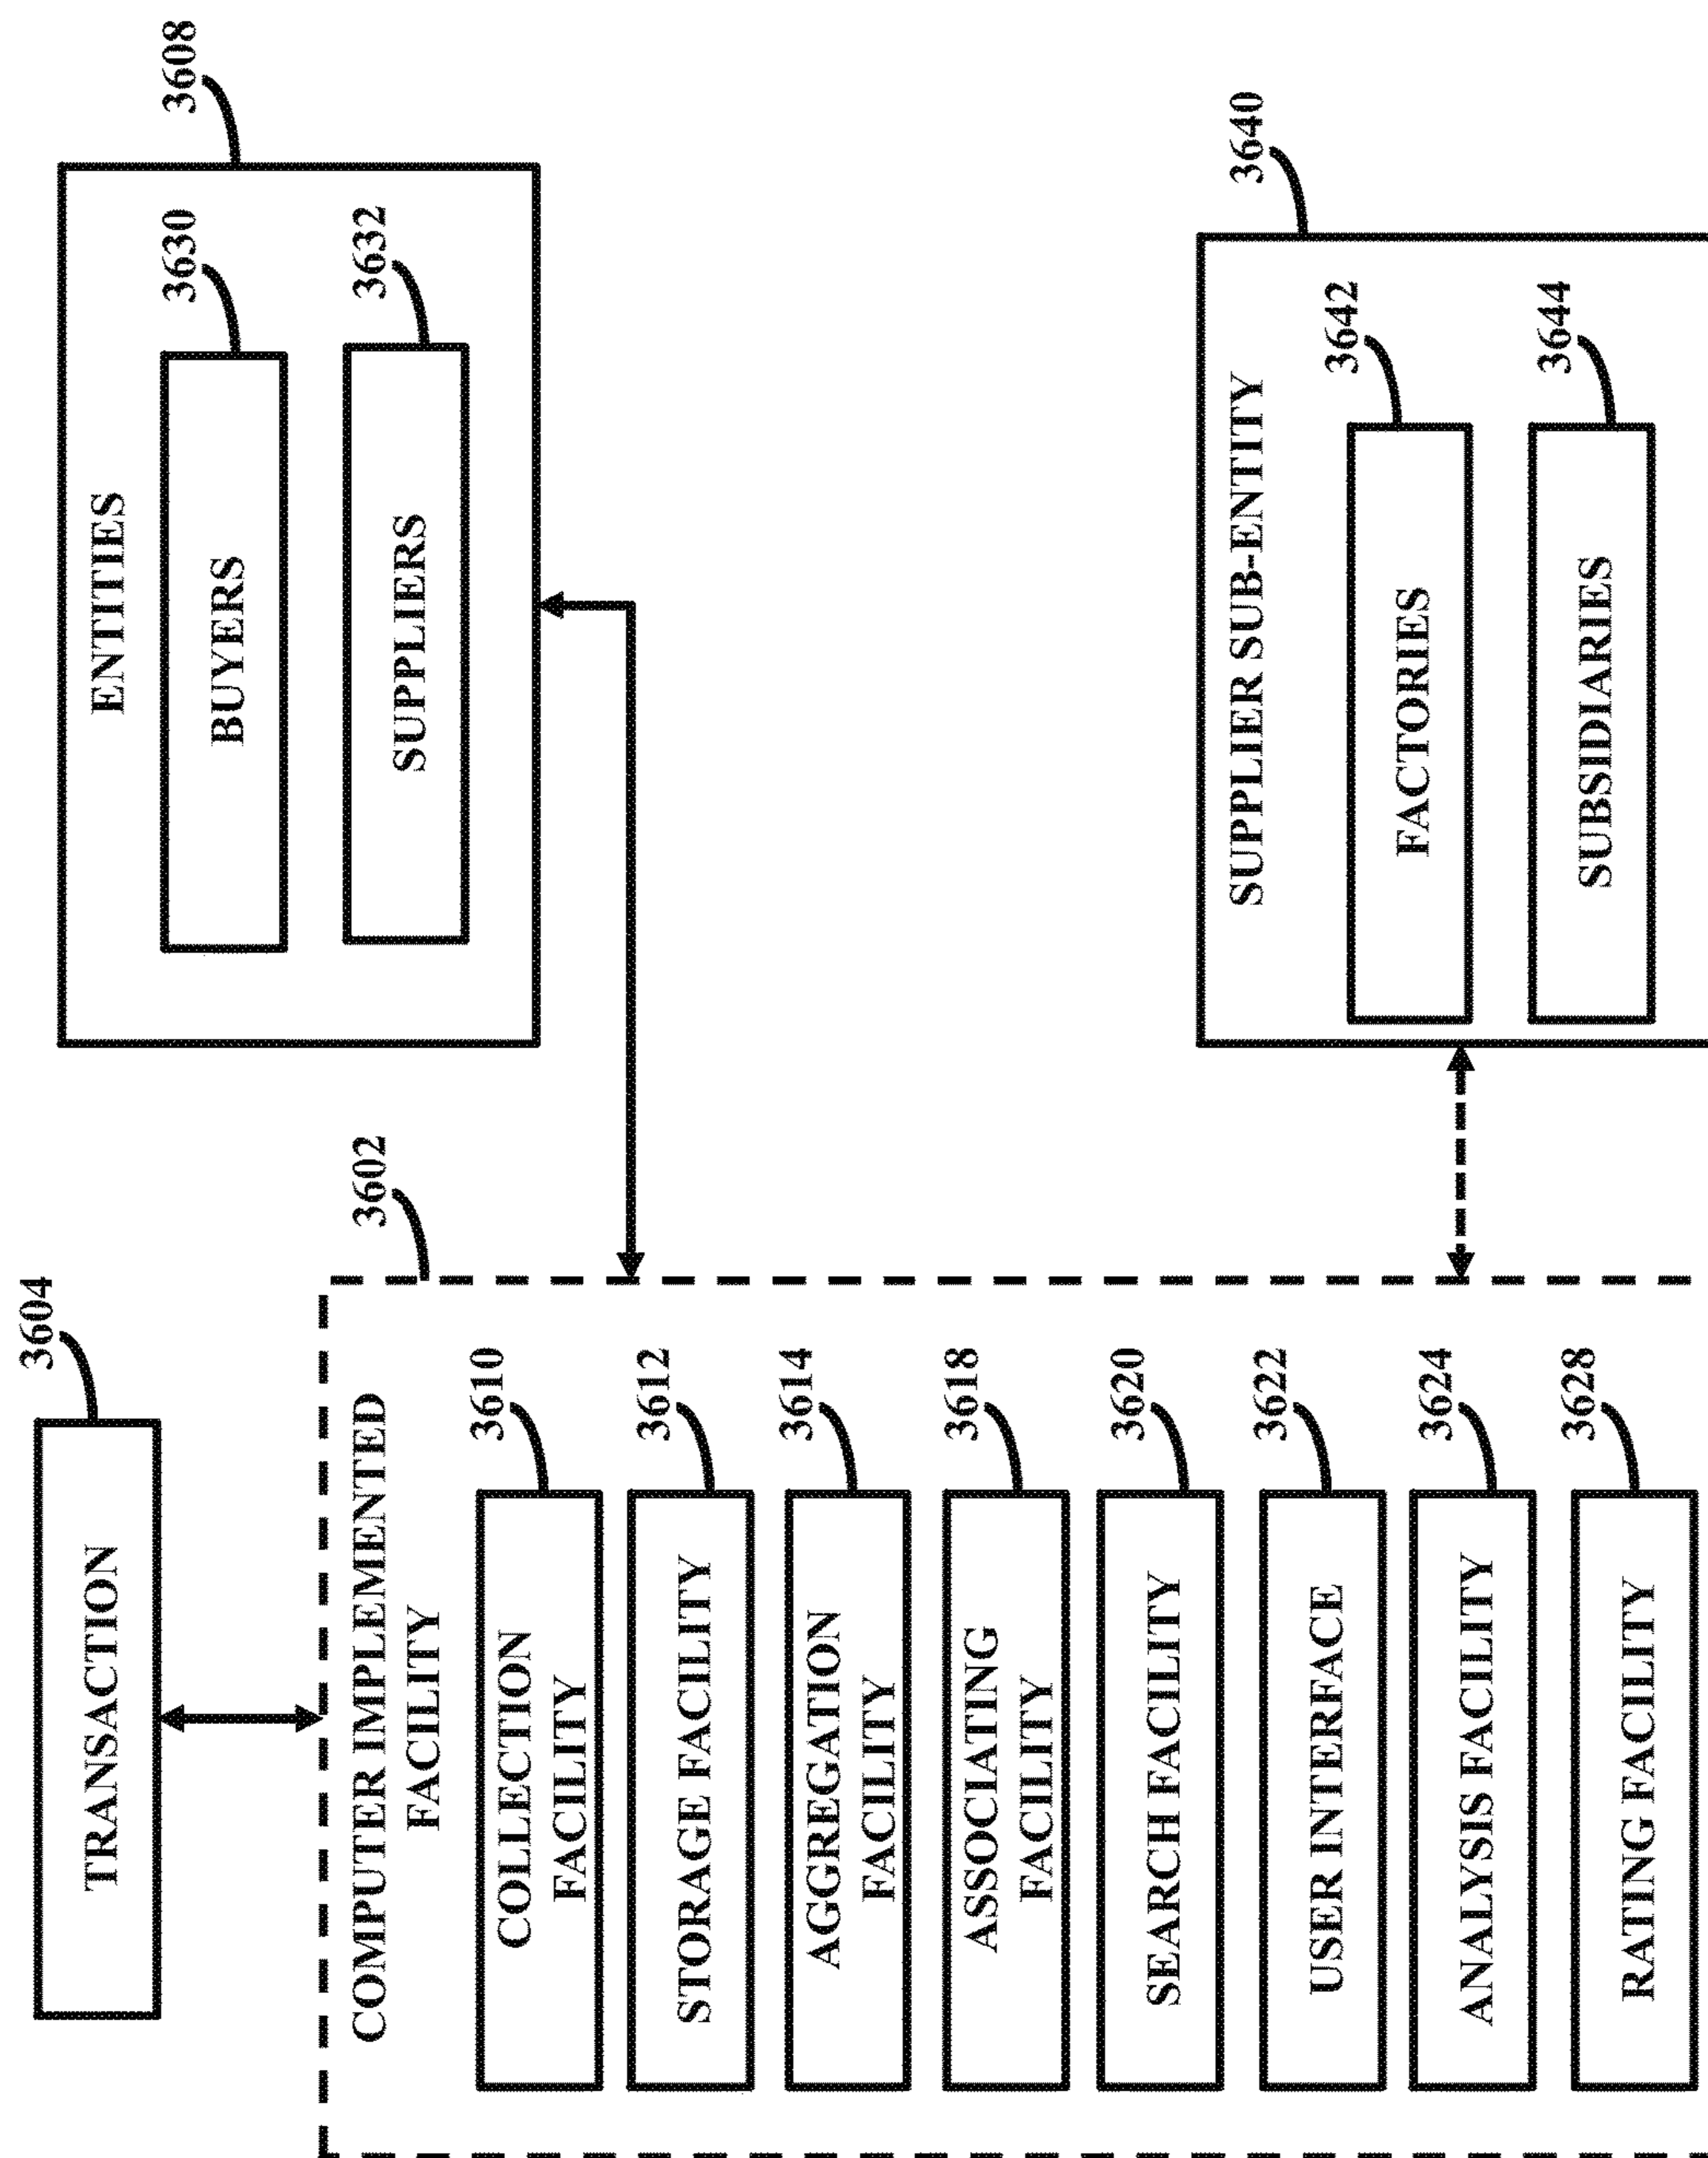 3604
TRANSACTION
3602
COMPUTER IMPLEMENTED
FACILITY
3610
COLLECTION
FACILITY
3612
STORAGE FACILITY
3614
AGGREGATION
FACILITY
3618
ASSOCIATING
FACILITY
3620
SEARCH FACILITY
3622
USER INTERFACE
3624
ANALYSIS FACILITY
3628
RATING FACILITY
3608
ENTITIES
3630
BUYERS
3632
SUPPLIERS
3640
SUPPLIER SUB-ENTITY
3642
FACTORIES
3644
SUBSIDIARIES